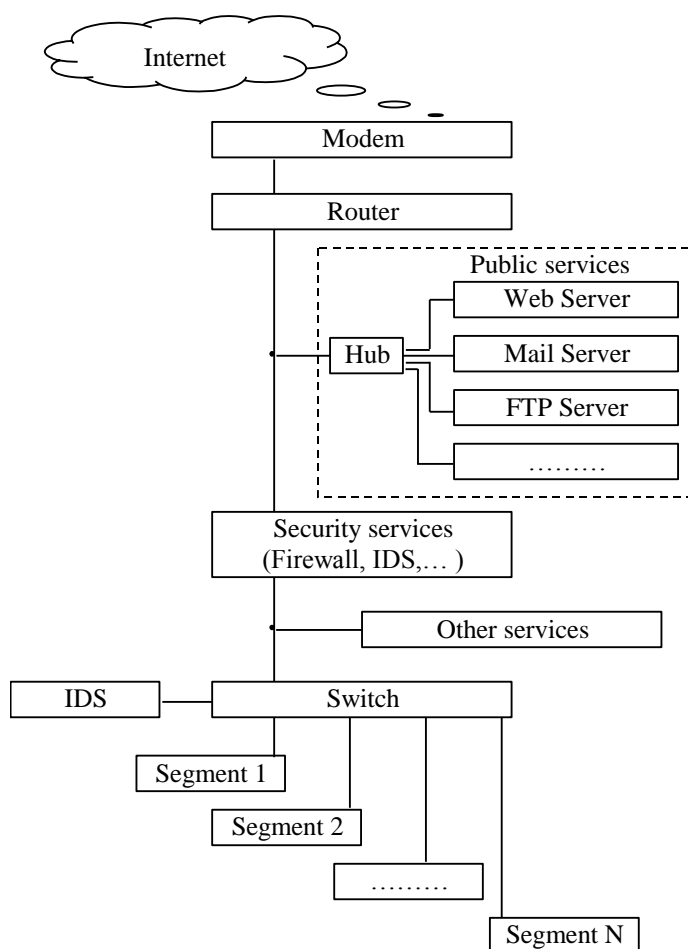 Internet
Modem
Router
Public services
Web Server
Hub
Mail Server
FTP Server
………
Security services
(Firewall, IDS,… )
Other services
IDS
Switch
Segment 1
Segment 2
………
Segment N